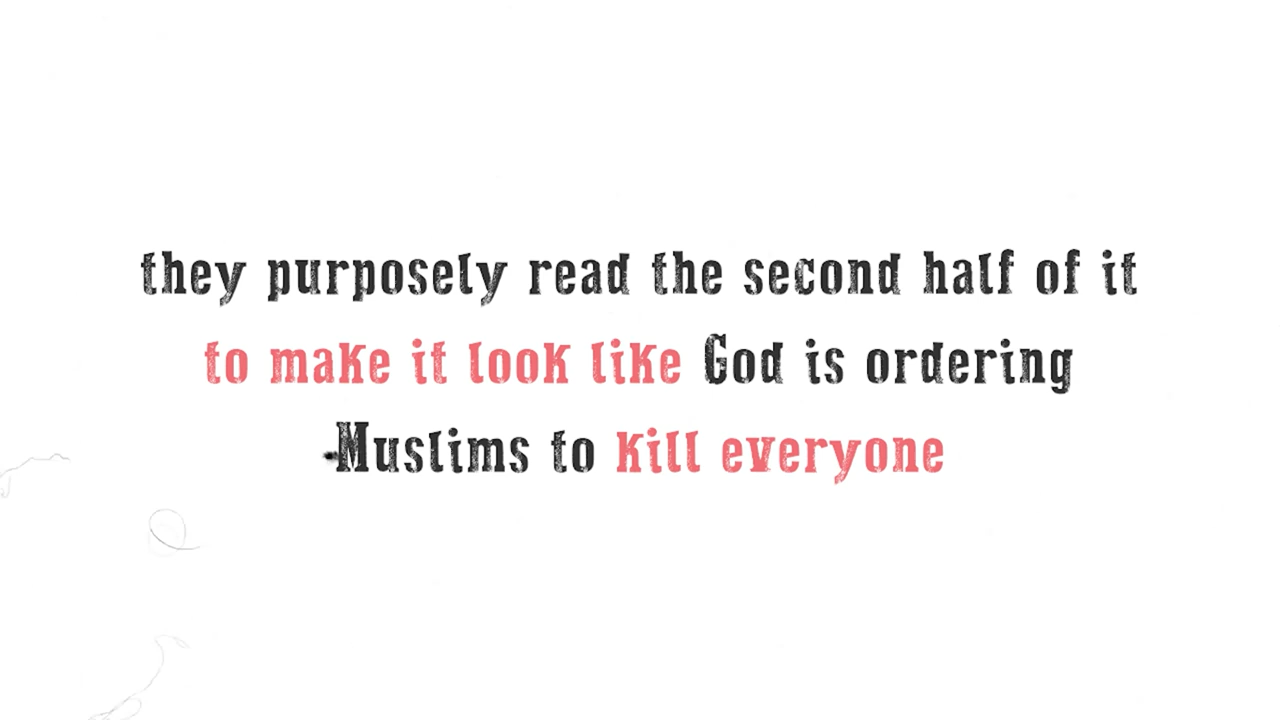 they purposely read the second half of it
to make it look like God is ordering
Muslims to kill everyone